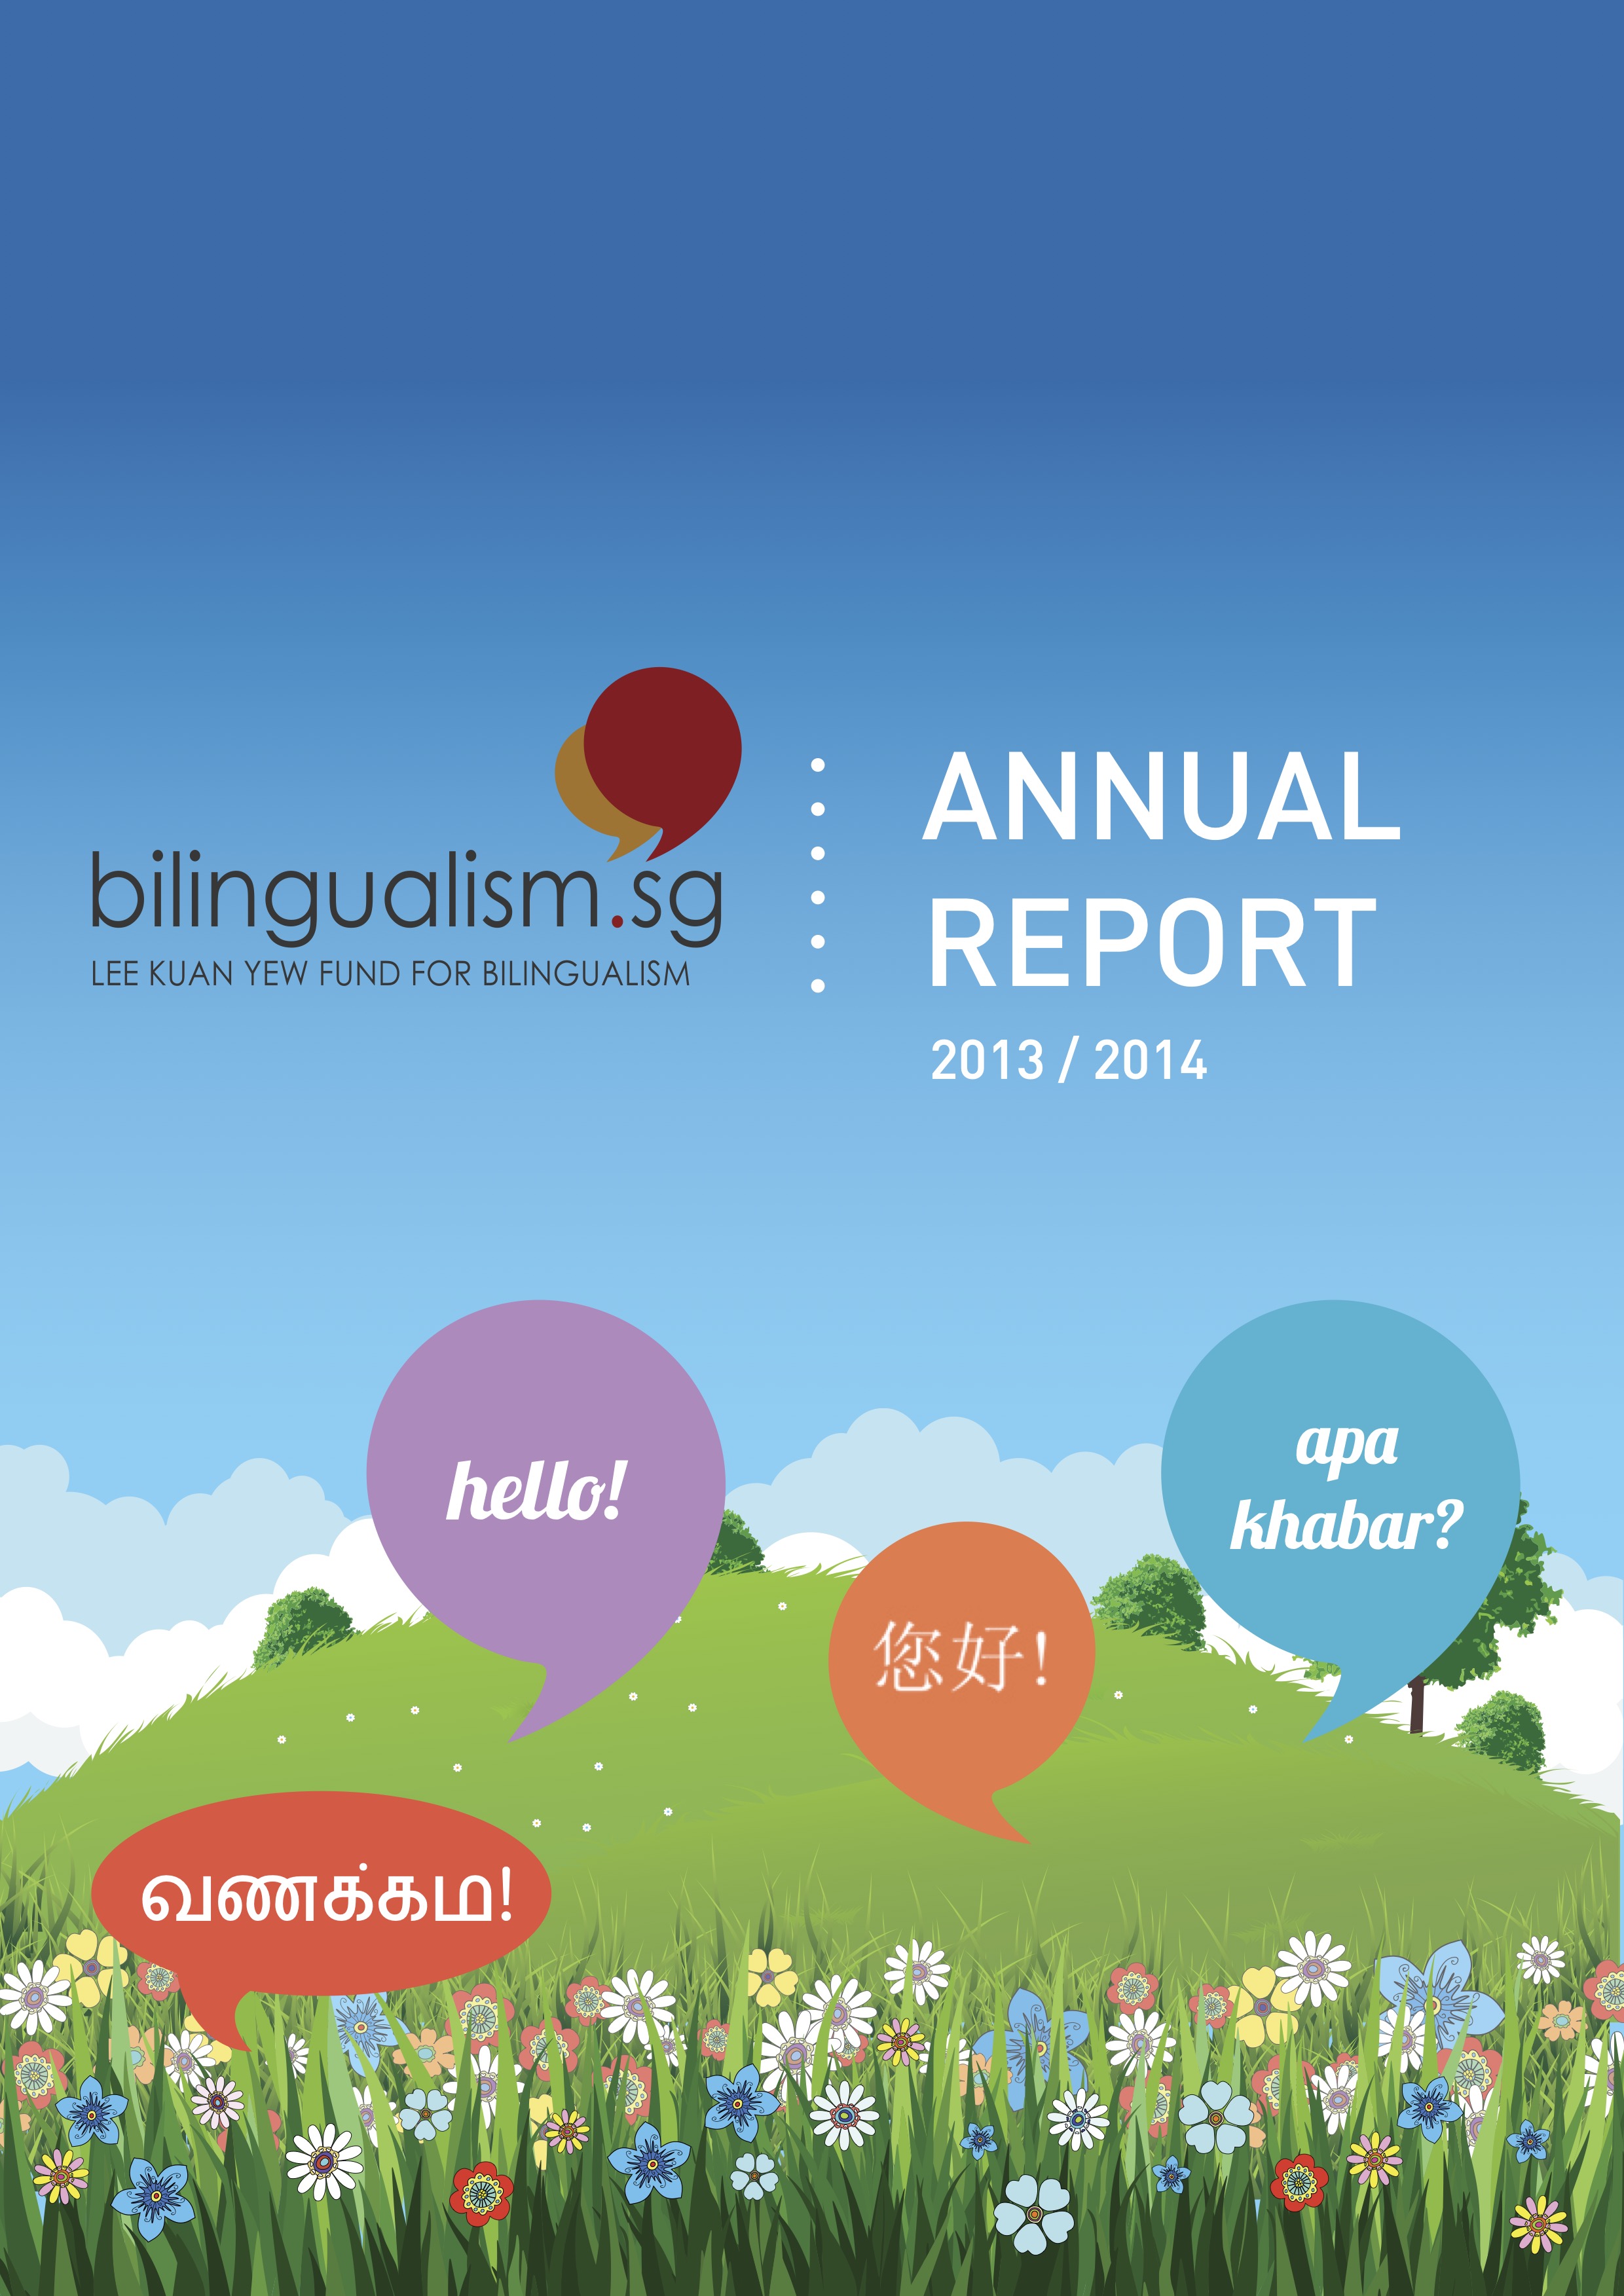 bilingualism.sg
LEE KUAN YEW FUND FOR BILINGUALISM
ANNUAL
REPORT
2013 / 2014
hello!
apa
khabar?
您好!
வணக்கம!